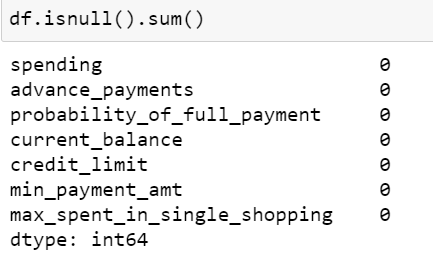 df.isnull().sum()
spending 0
advance_payments 0
probability_of_full_payment 0
current_balance 0
credit_limit 0
min_payment_amt 0
max_spent_in_single_shopping 0
dtype: int64